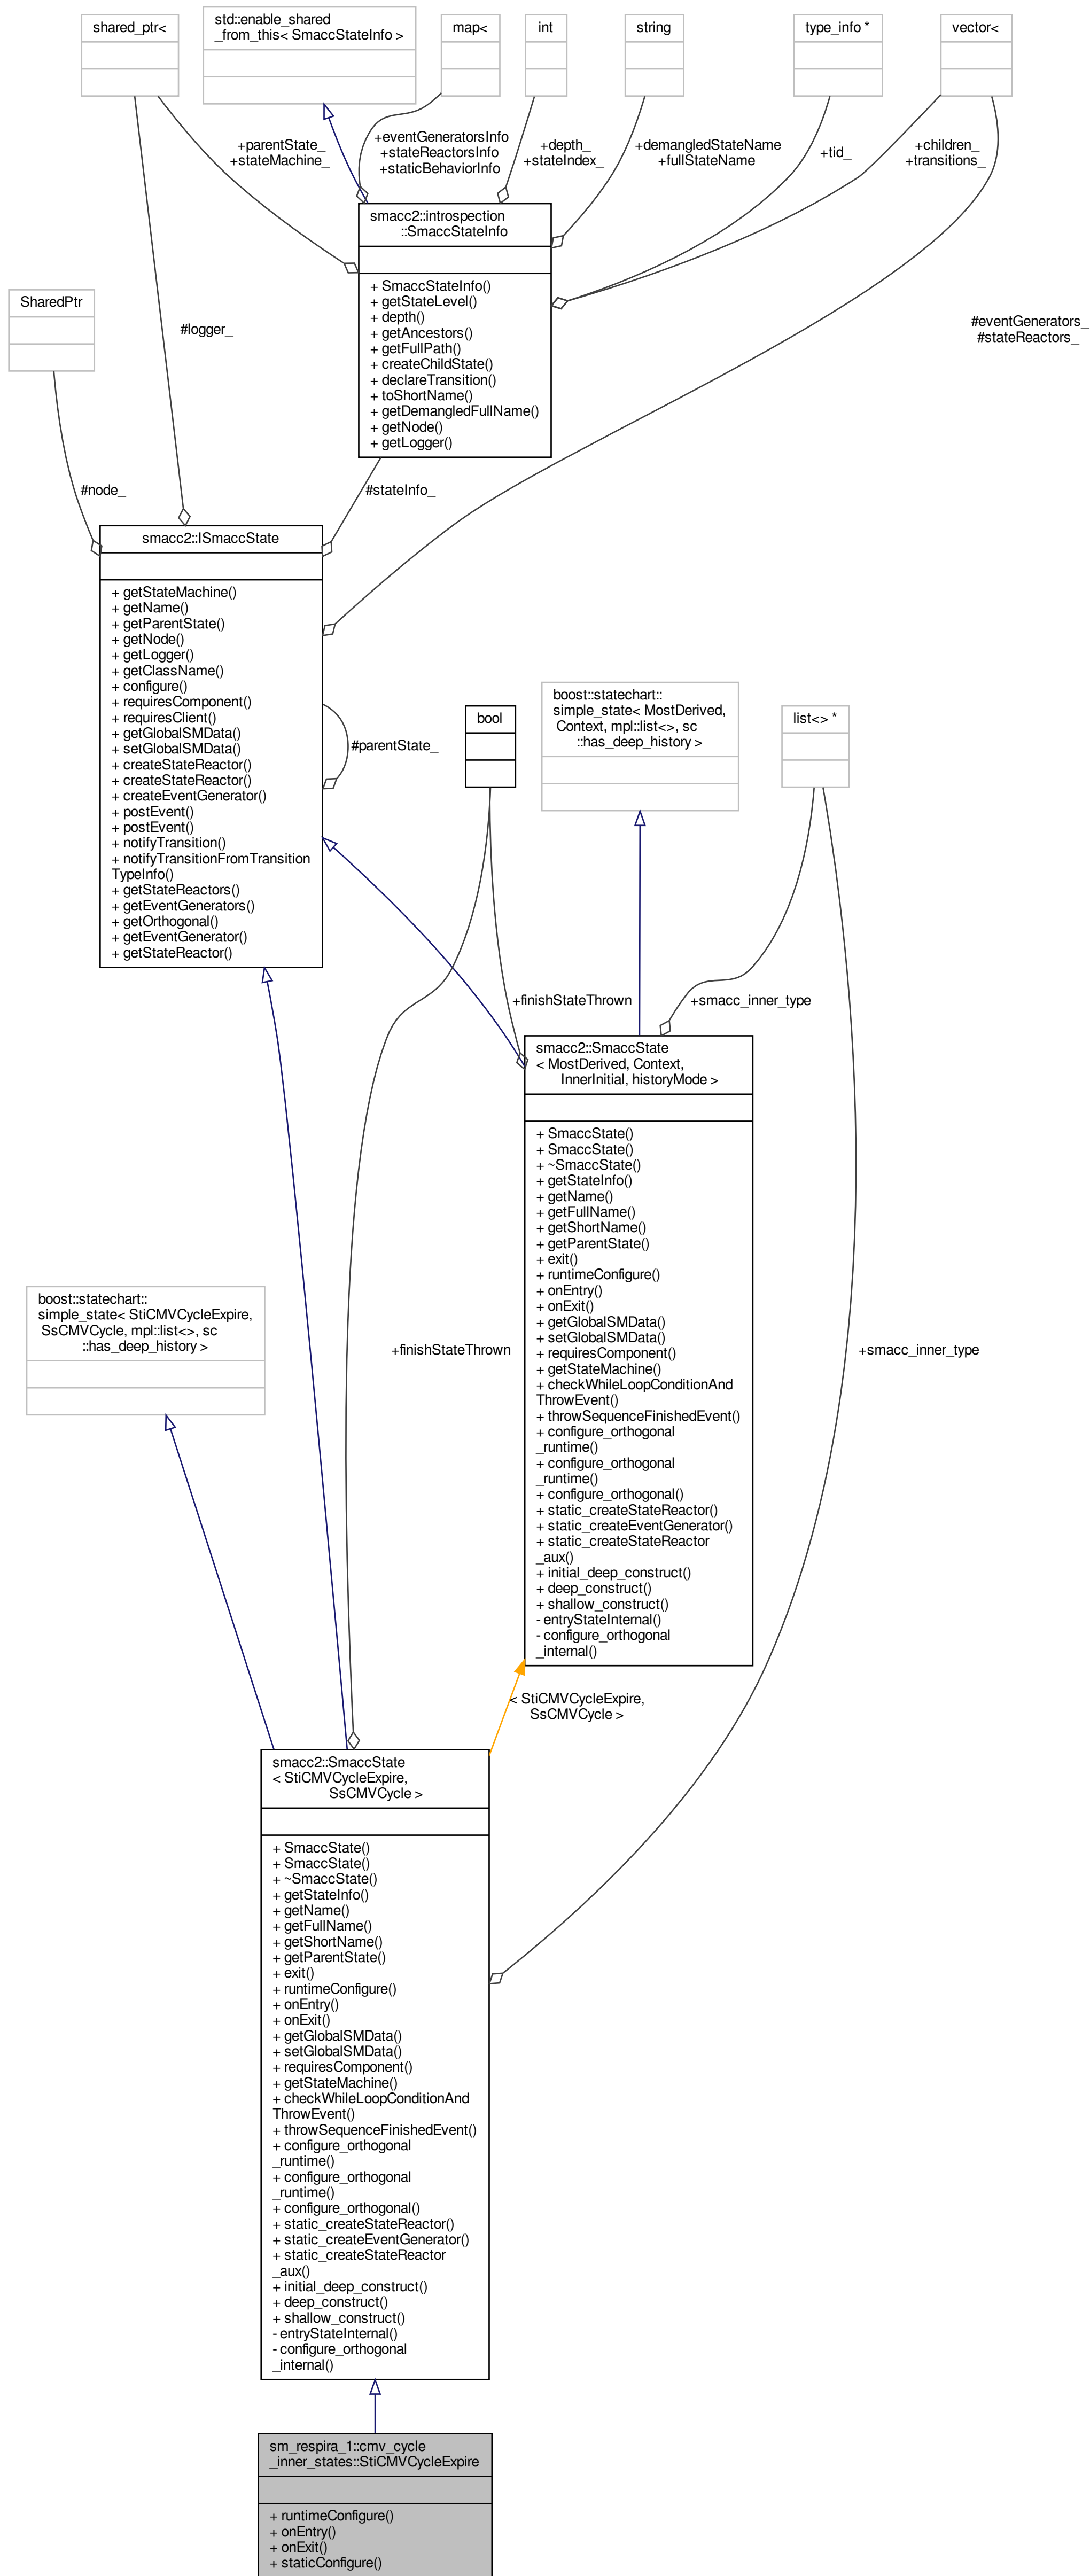 shared_ptr<
std::enable_shared
_from_this< SmaccStateInfo >
map<
int
string
type_info *
vector<
+parentState_
+stateMachine_
+eventGeneratorsInfo
+stateReactorsInfo
+staticBehaviorInfo
+depth_
+stateIndex_
+demangledStateName
+fullStateName
+tid_
+children_
+transitions_
smacc2::introspection
::SmaccStateInfo
+ SmaccStateInfo()
+ getStateLevel()
+ depth()
+ getAncestors()
+ getFullPath()
+ createChildState()
+ declareTransition()
+ toShortName()
+ getDemangledFullName()
+ getNode()
+ getLogger()
SharedPtr
#logger_
#eventGenerators_
#stateReactors_
#node_
#stateInfo_
smacc2::ISmaccState
+ getStateMachine()
+ getName()
+ getParentState()
+ getNode()
+ getLogger()
+ getClassName()
+ configure()
+ requiresComponent()
+ requiresClient()
+ getGlobalSMData()
+ setGlobalSMData()
+ createStateReactor()
+ createStateReactor()
+ createEventGenerator()
+ postEvent()
+ postEvent()
+ notifyTransition()
+ notifyTransitionFromTransition
TypeInfo()
+ getStateReactors()
+ getEventGenerators()
+ getOrthogonal()
+ getEventGenerator()
+ getStateReactor()
#parentState_
bool
boost::statechart::
simple_state< MostDerived,
Context, mpl::list<>, sc
::has_deep_history >
list<> *
+finishStateThrown
+smacc_inner_type
smacc2::SmaccState
< MostDerived, Context,
InnerInitial, historyMode >
+ SmaccState()
+ SmaccState()
+ ~SmaccState()
+ getStateInfo()
+ getName()
+ getFullName()
+ getShortName()
+ getParentState()
+ exit()
+ runtimeConfigure()
+ onEntry()
+ onExit()
+ getGlobalSMData()
+ setGlobalSMData()
+ requiresComponent()
+ getStateMachine()
+ checkWhileLoopConditionAnd
ThrowEvent()
+ throwSequenceFinishedEvent()
+ configure_orthogonal
_runtime()
+ configure_orthogonal
_runtime()
+ configure_orthogonal()
+ static_createStateReactor()
+ static_createEventGenerator()
+ static_createStateReactor
_aux()
+ initial_deep_construct()
+ deep_construct()
+ shallow_construct()
- entryStateInternal()
- configure_orthogonal
_internal()
boost::statechart::
simple_state< StiCMVCycleExpire,
SsCMVCycle, mpl::list<>, sc
::has_deep_history >
+finishStateThrown
+smacc_inner_type
< StiCMVCycleExpire,
SsCMVCycle >
smacc2::SmaccState
< StiCMVCycleExpire,
SsCMVCycle >
+ SmaccState()
+ SmaccState()
+ ~SmaccState()
+ getStateInfo()
+ getName()
+ getFullName()
+ getShortName()
+ getParentState()
+ exit()
+ runtimeConfigure()
+ onEntry()
+ onExit()
+ getGlobalSMData()
+ setGlobalSMData()
+ requiresComponent()
+ getStateMachine()
+ checkWhileLoopConditionAnd
ThrowEvent()
+ throwSequenceFinishedEvent()
+ configure_orthogonal
_runtime()
+ configure_orthogonal
_runtime()
+ configure_orthogonal()
+ static_createStateReactor()
+ static_createEventGenerator()
+ static_createStateReactor
_aux()
+ initial_deep_construct()
+ deep_construct()
+ shallow_construct()
- entryStateInternal()
- configure_orthogonal
_internal()
sm_respira_1::cmv_cycle
_inner_states::StiCMVCycleExpire
+ runtimeConfigure()
+ onEntry()
+ onExit()
+ staticConfigure()